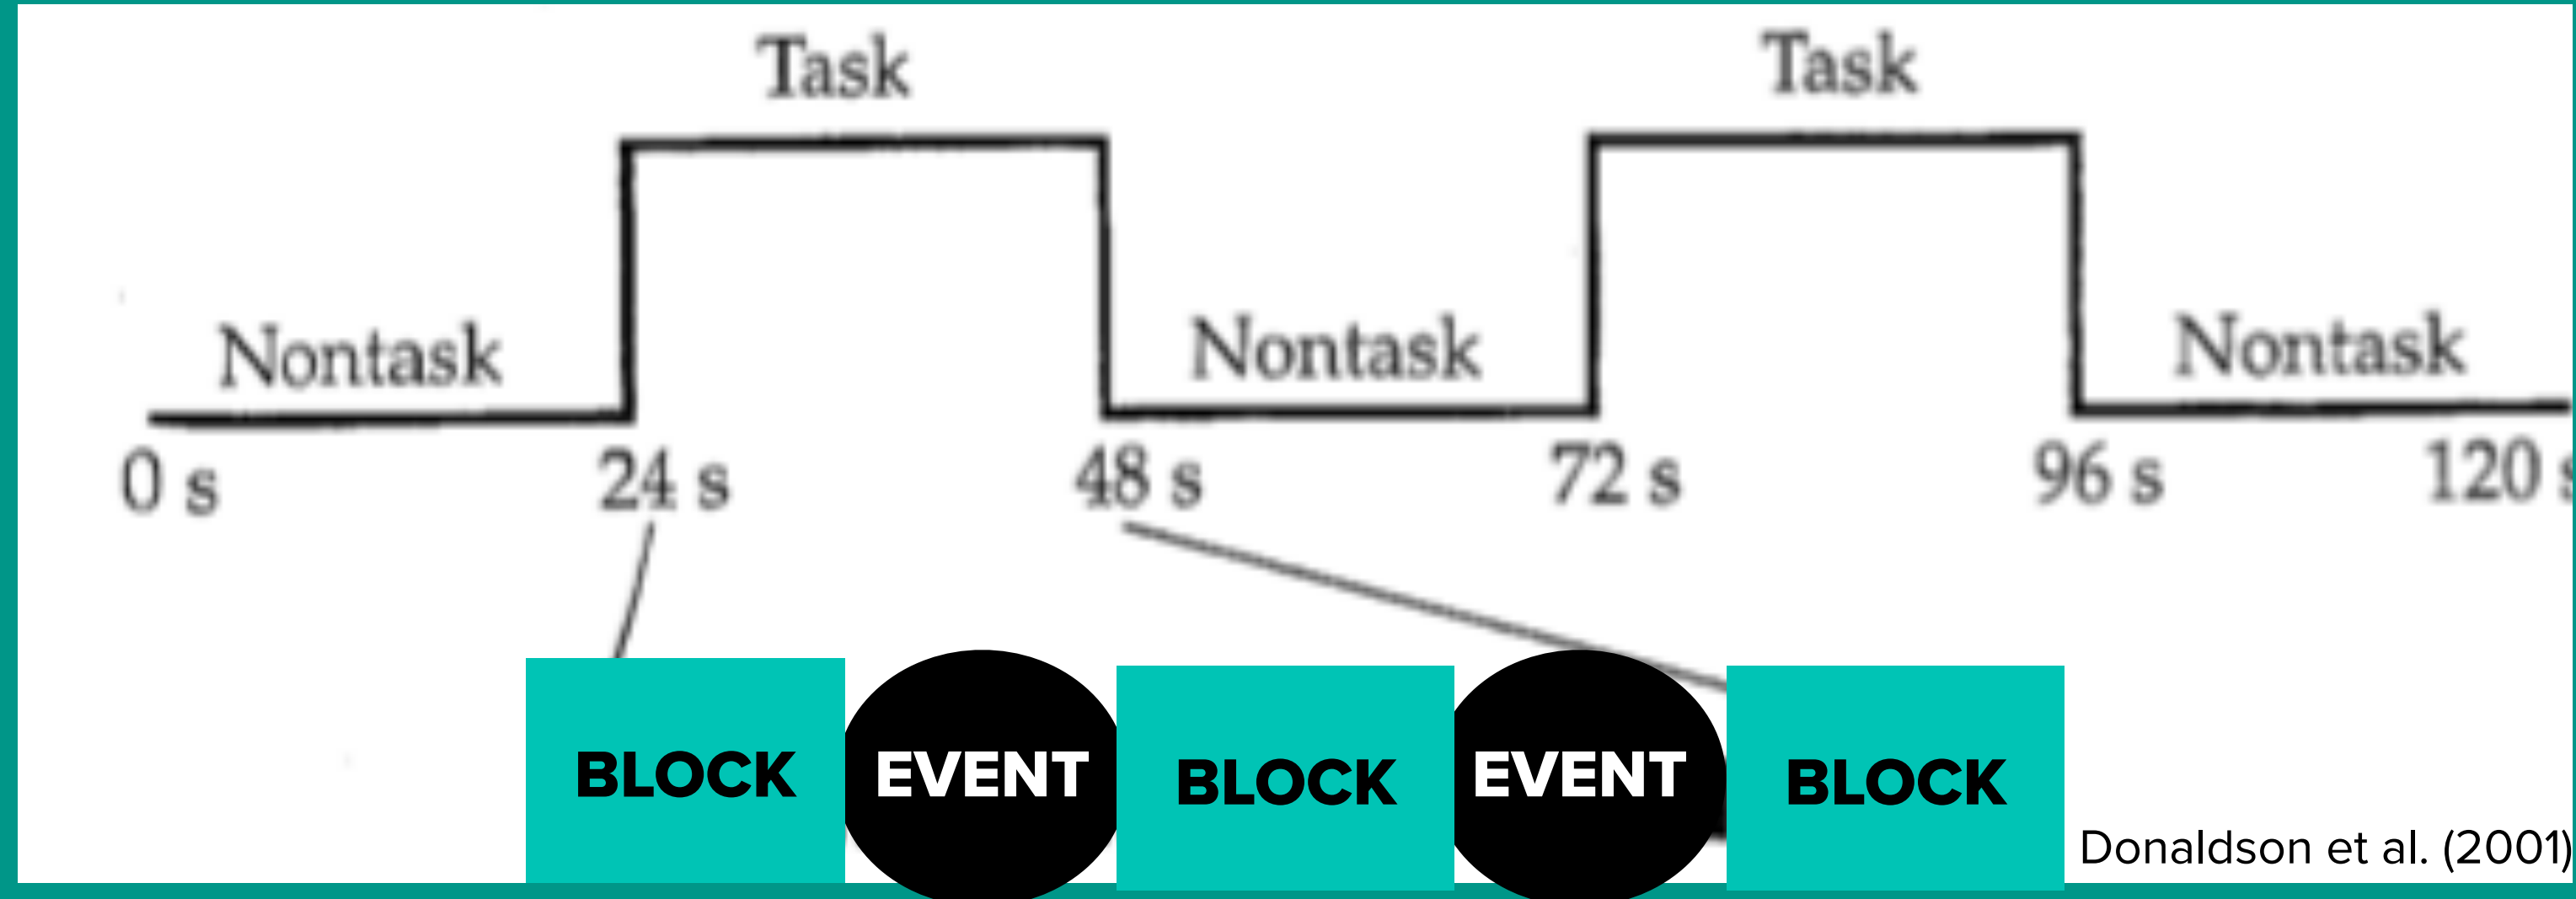 Task
Task
Nontask
Nontask
Nontask
0 s
24 s
48 s
72 s
96 s
120 s
BLOCK
EVENT
BLOCK
EVENT
BLOCK
Donaldson et al. (2001)